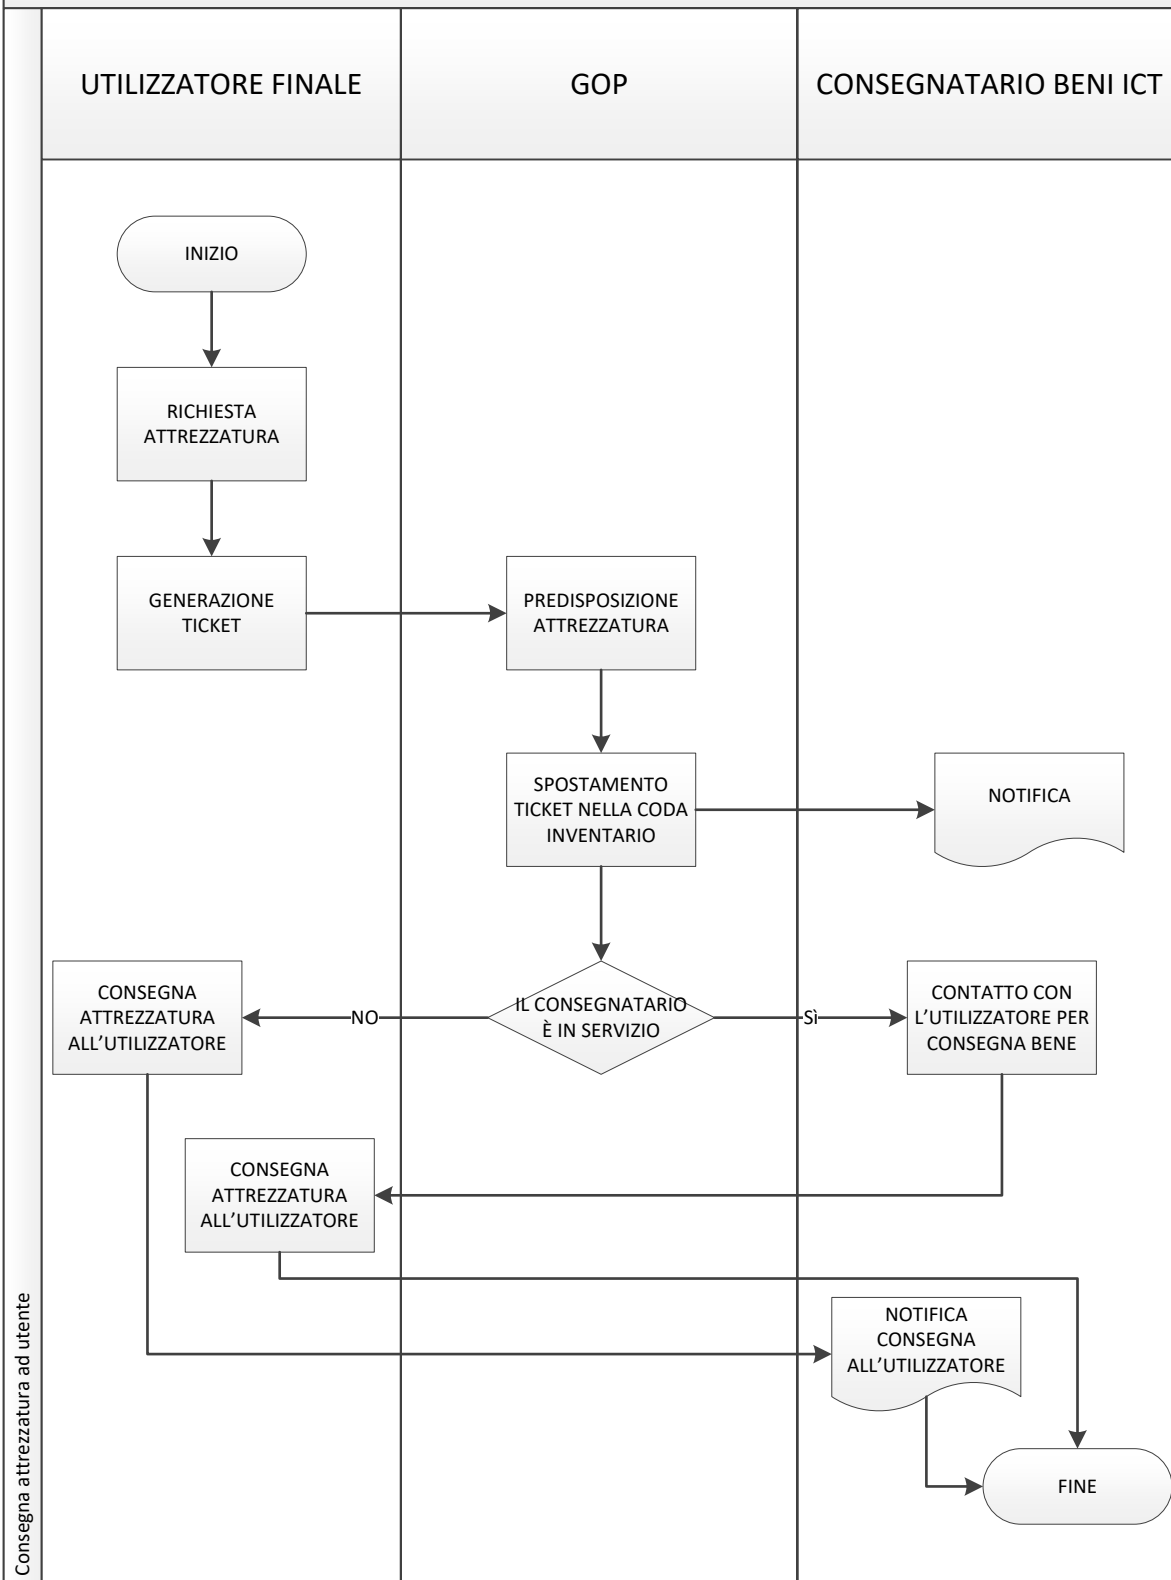 UTILIZZATORE FINALE
GOP
CONSEGNATARIO BENI ICT
INIZIO
RICHIESTA
ATTREZZATURA
GENERAZIONE
TICKET
PREDISPOSIZIONE
ATTREZZATURA
SPOSTAMENTO
TICKET NELLA CODA
INVENTARIO
NOTIFICA
CONSEGNA
ATTREZZATURA
ALL’UTILIZZATORE
NO
IL CONSEGNATARIO
È IN SERVIZIO
Sì
CONTATTO CON
L’UTILIZZATORE PER
CONSEGNA BENE
CONSEGNA
ATTREZZATURA
ALL’UTILIZZATORE
NOTIFICA
CONSEGNA
ALL’UTILIZZATORE
FINE
Consegna attrezzatura ad utente